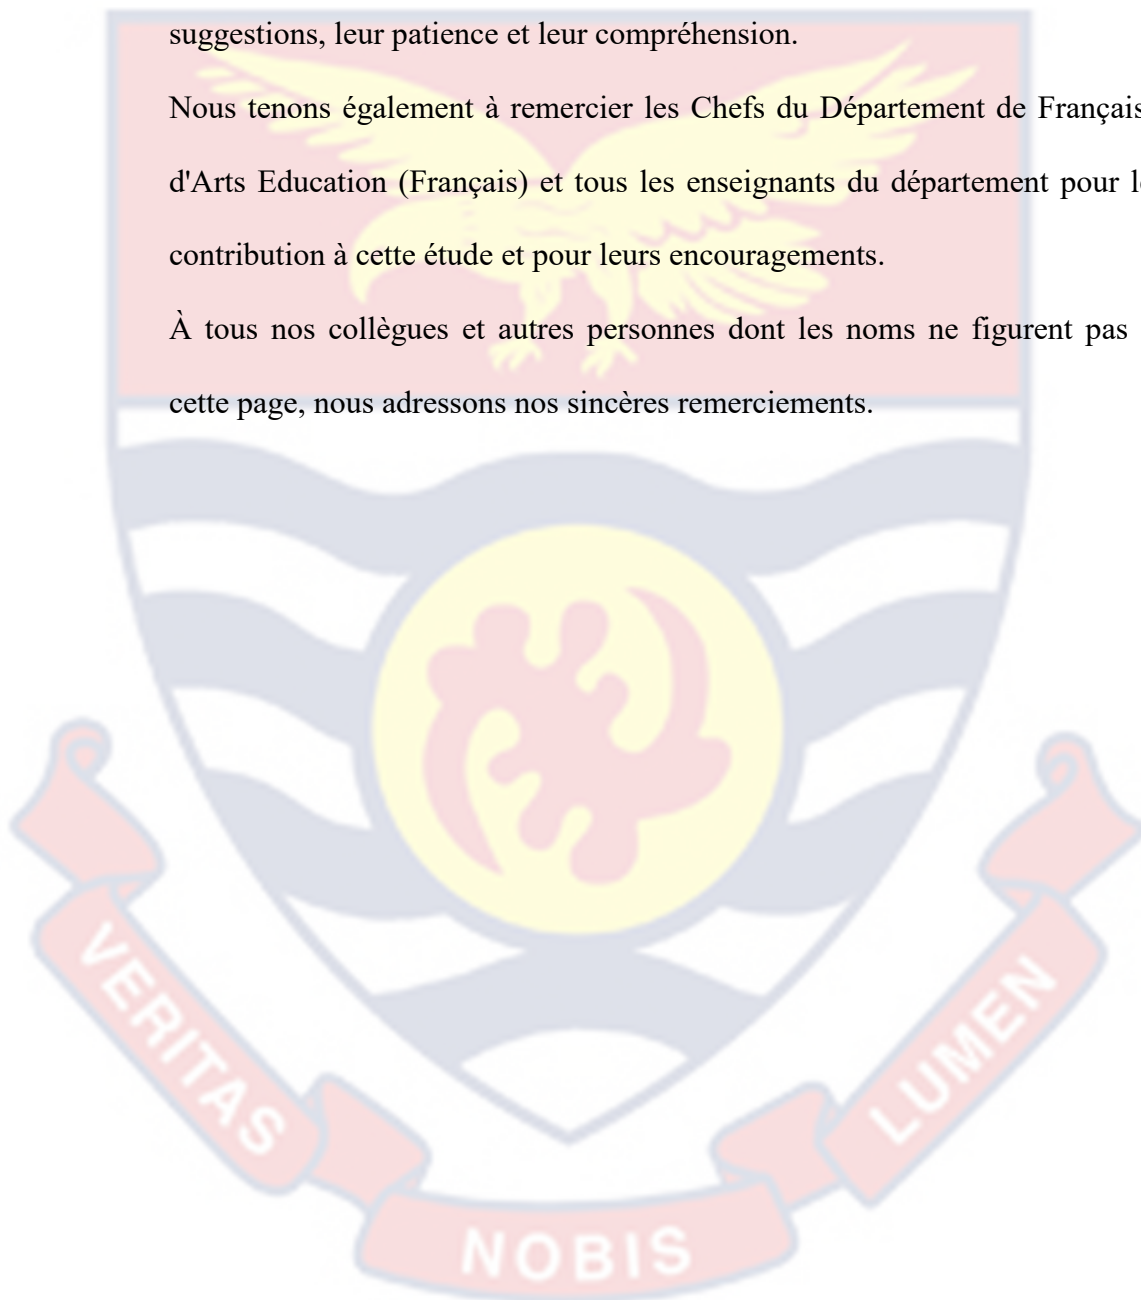 suggestions, leur patience et leur compréhension.
Nous tenons également à remercier les Chefs du Département de Français
d'Arts Education (Français) et tous les enseignants du département pour
contribution à cette étude et pour leurs encouragements.
À tous nos collègues et autres personnes dont les noms ne figurent pas
cette page, nous adressons nos sincères remerciements.
VERITAS
NOBIS
LUMEN